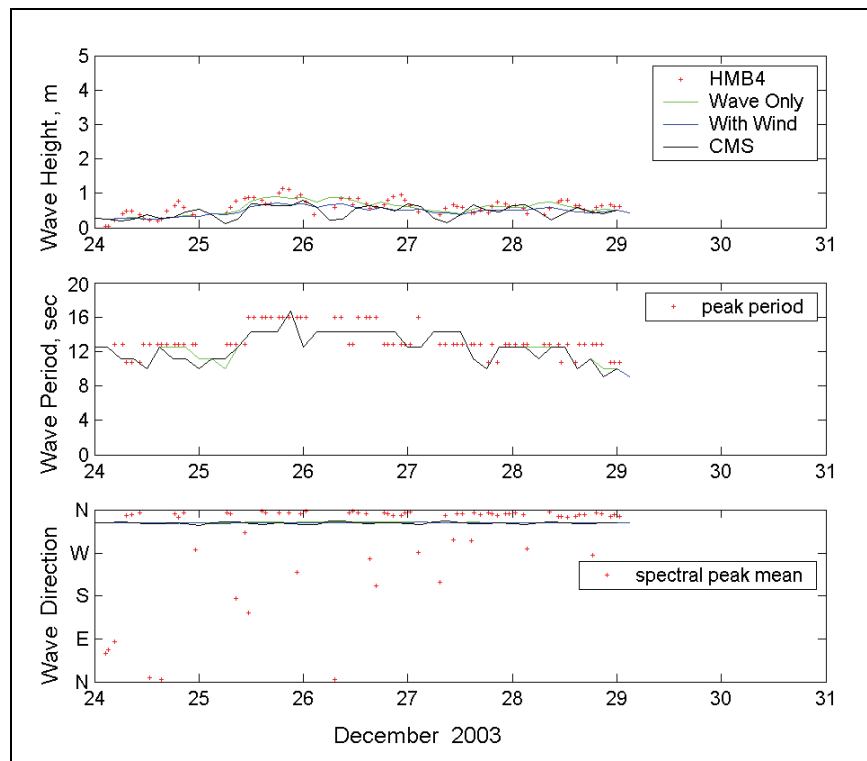 Wave Height, m
5
4
3
2
1
0
HMB4
Wave Only
With Wind
CMS
24 25 26 27 28 29 30 31
Wave Period, sec
20
16
12
8
4
0
peak period
24 25 26 27 28 29 30 31
Wave Direction
N
W
S
E
N
spectral peak mean
24 25 26 27 28 29 30 31
December 2003